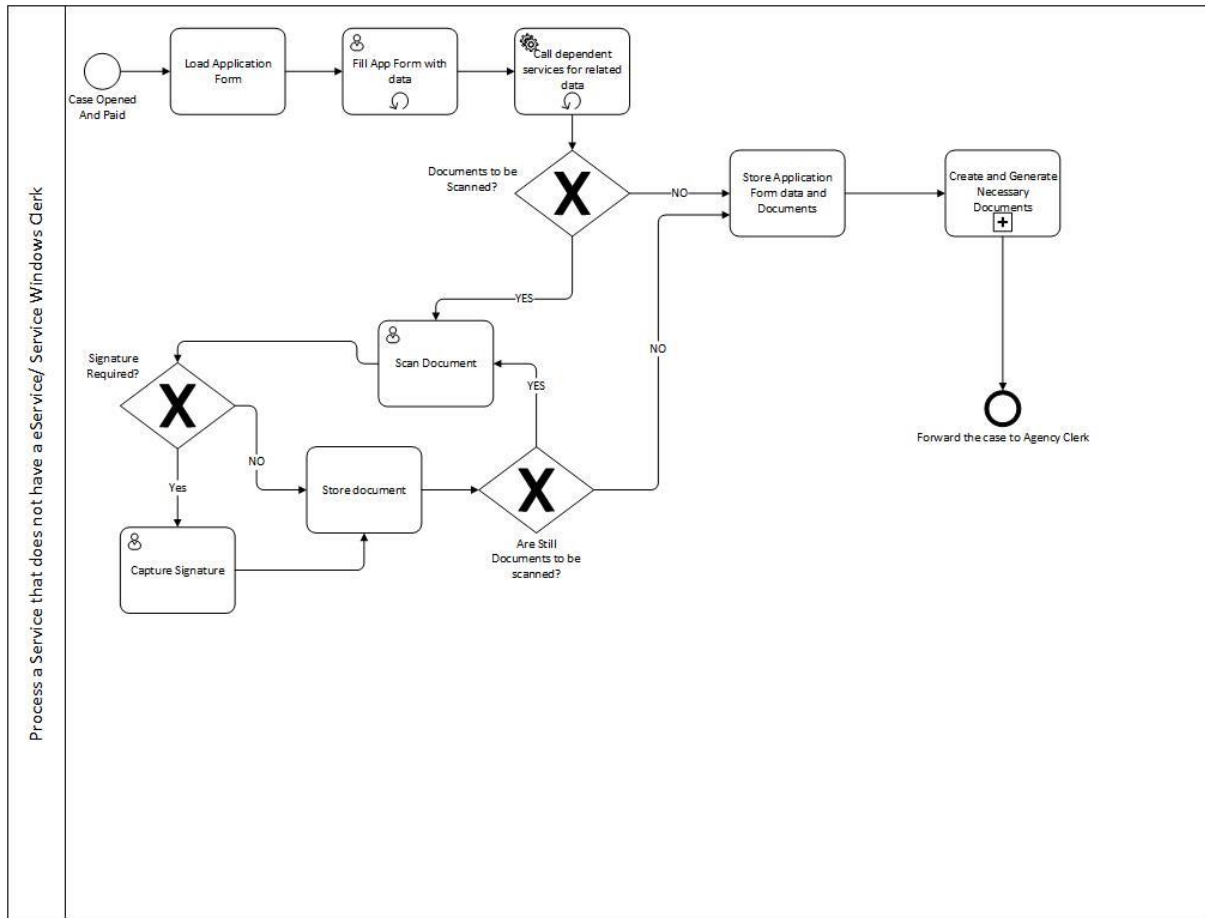 Process a Service that does not have a eService/ Service Windows Clerk
Case Opened
And Paid
Load Application
Form
Fill App Form with
data
Call dependent
services for related
data
Documents to be
Scanned?
NO
YES
Store Application
Form data and
Documents
Create and Generate
Necessary
Documents
Forward the case to Agency Clerk
Scan Document
Signature
Required?
NO
Yes
Capture Signature
Store document
YES
NO
Are Still
Documents to be
scanned?